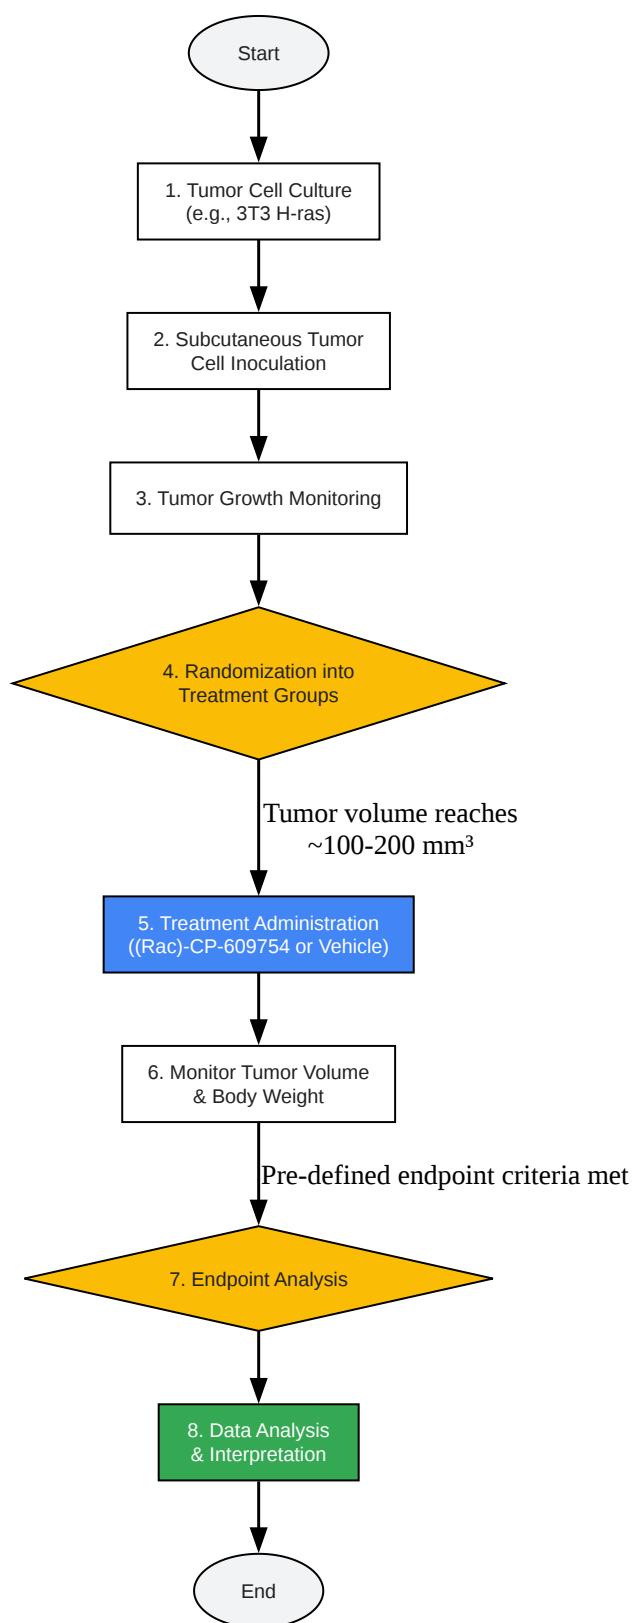 Start
1. Tumor Cell Culture
(e.g., 3T3 H-ras)
2. Subcutaneous Tumor
Cell Inoculation
3. Tumor Growth Monitoring
4. Randomization into
Treatment Groups
Tumor volume reaches
~100-200 mm³
5. Treatment Administration
((Rac)-CP-609754 or Vehicle)
6. Monitor Tumor Volume
& Body Weight
Pre-defined endpoint criteria met
7. Endpoint Analysis
8. Data Analysis
& Interpretation
End